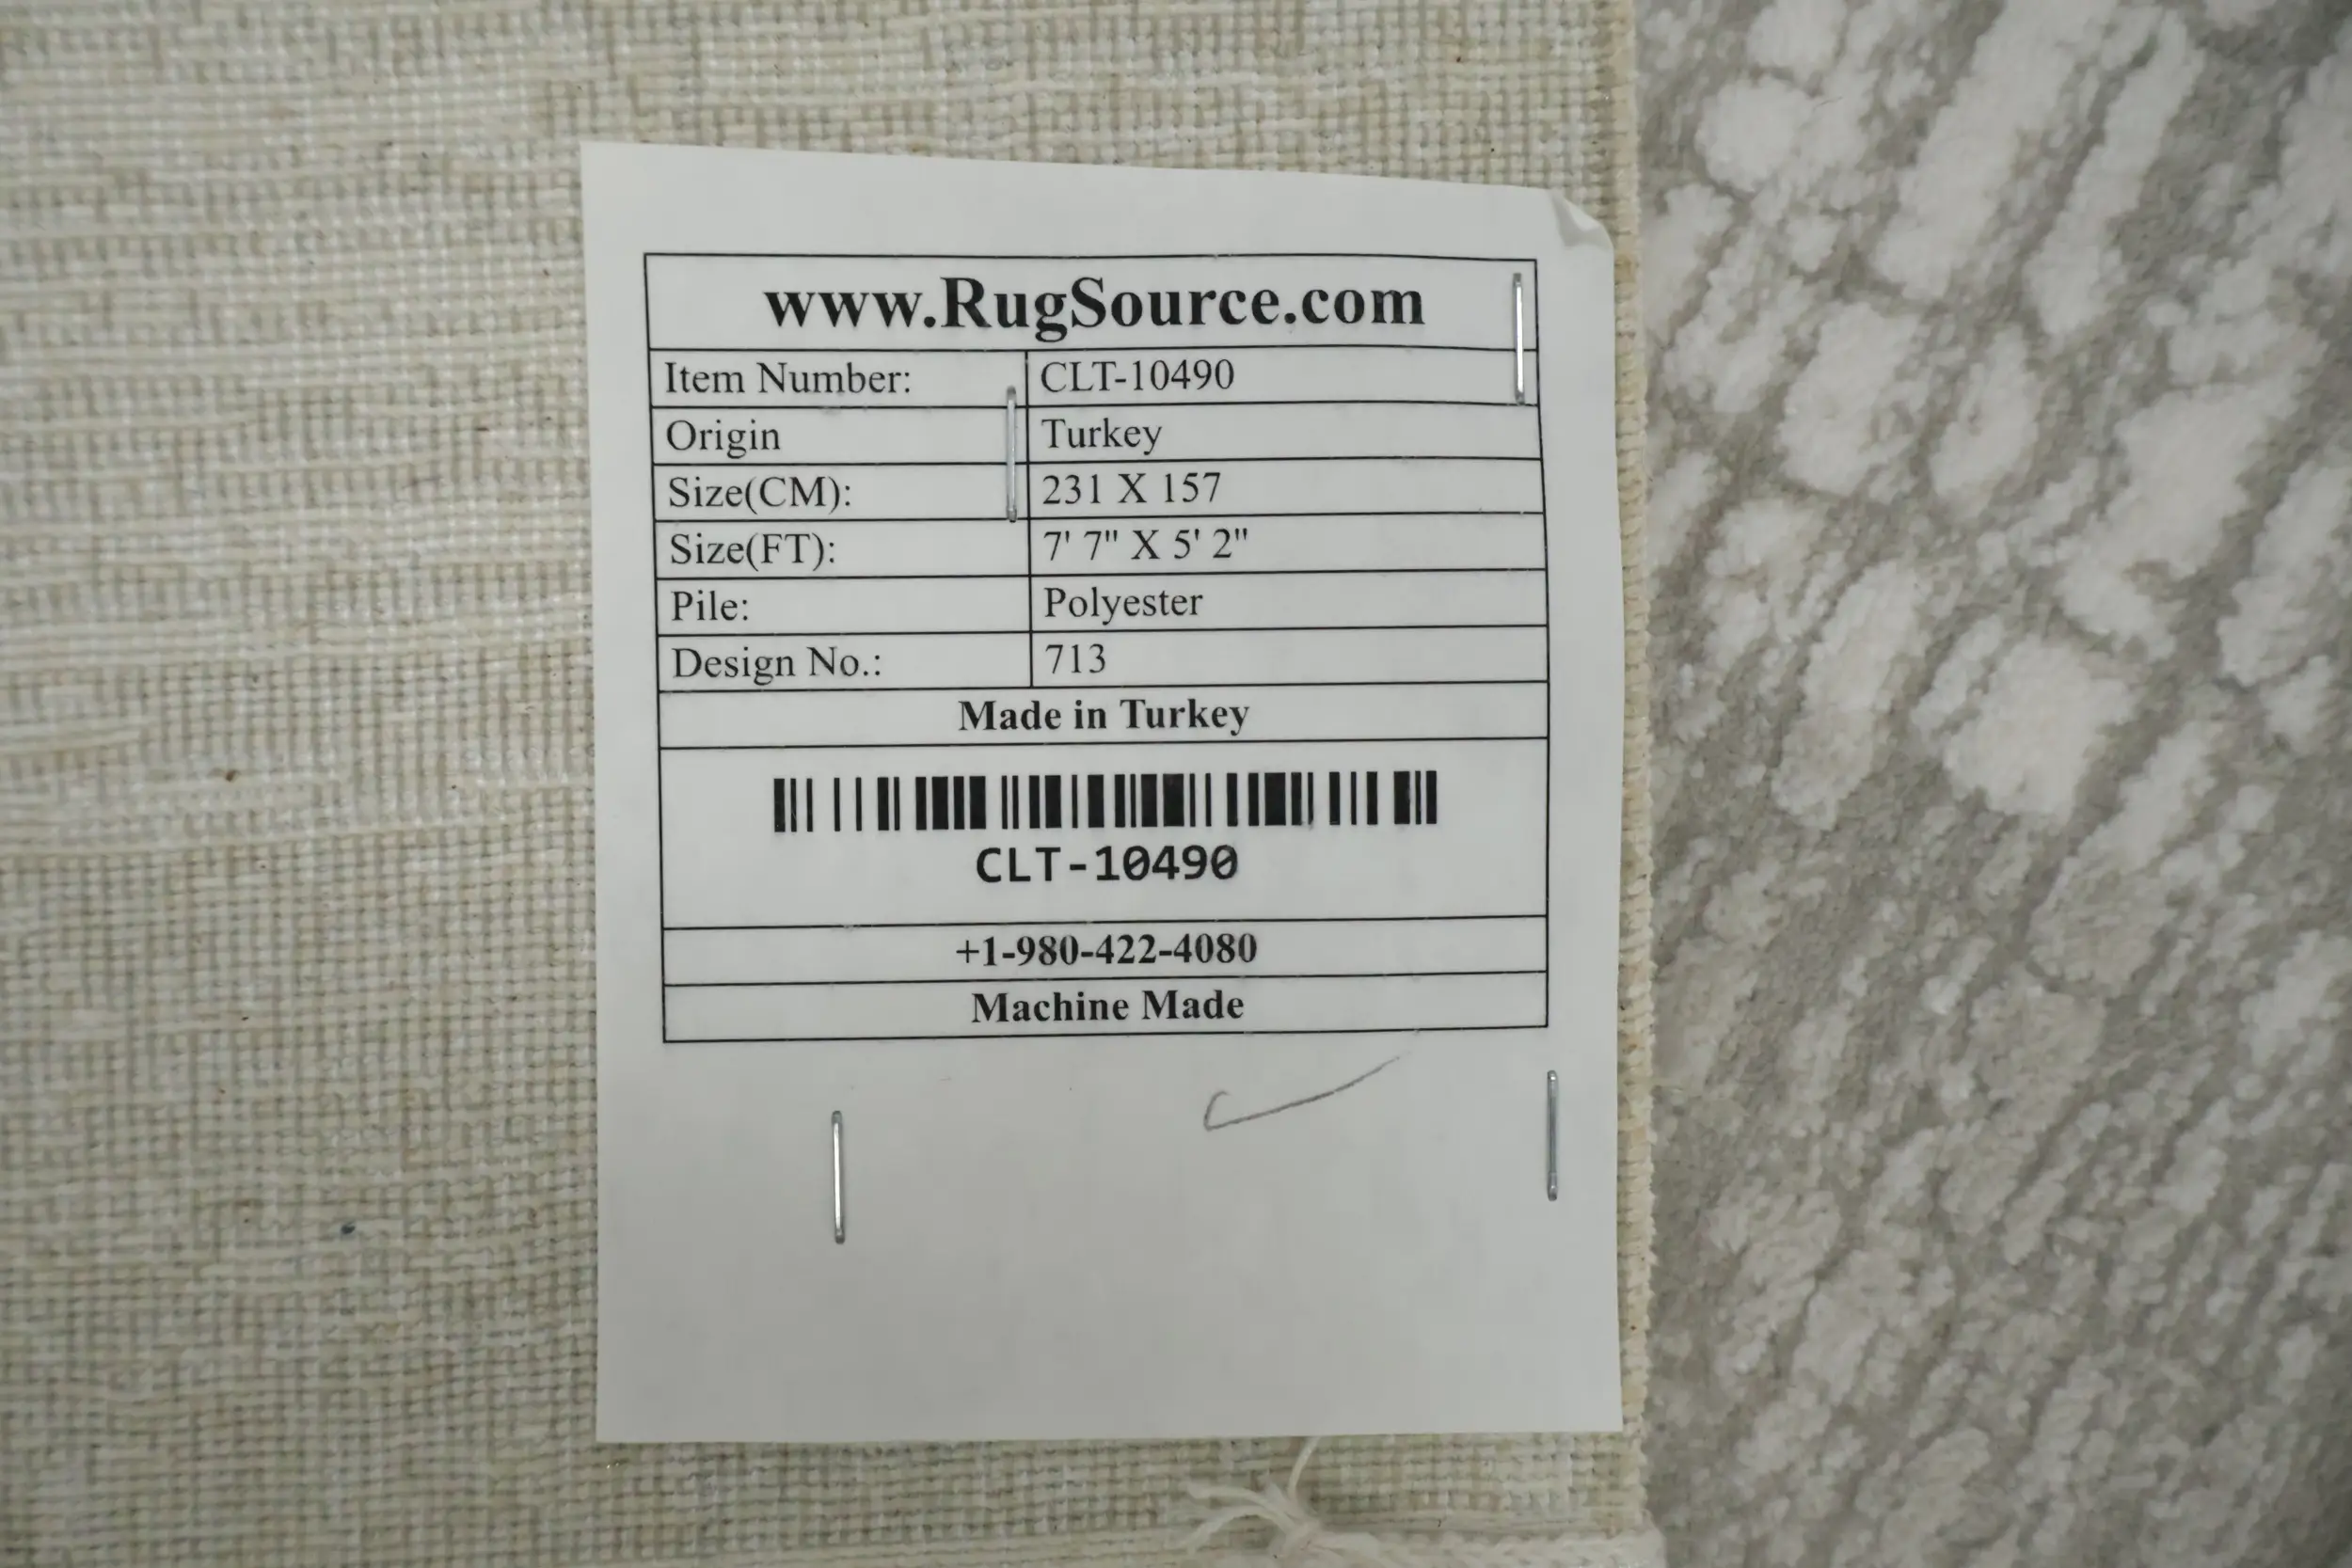 www.RugSource.com
Item Number: CLT-10490
Origin Turkey
Size(CM): 231 X 157
Size(FT): 7' 7" X 5' 2"
Pile: Polyester
Design No.: 713
Made in Turkey
CLT-10490
+1-980-422-4080
Machine Made